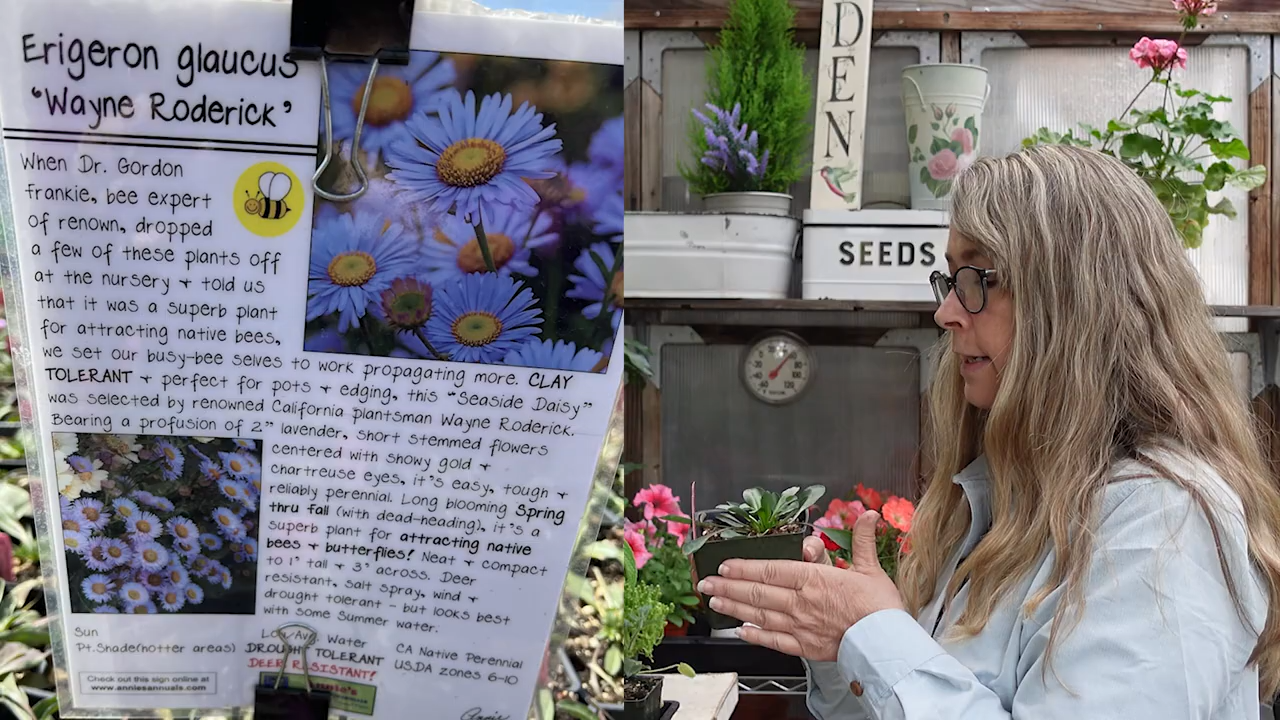 Erigeron glaucus
'Wayne Roderick'
When Dr. Gordon
Frankie, bee expert
of renown, dropped
a few of these plants off
at the nursery + told us
that it was a superb plant
for attracting native bees,
we set our busy-bee selves to work propagating more. CLAY
TOLERANT + perfect for pots + edging, this "Seaside Daisy"
was selected by renowned California plantsman Wayne Roderick.
Bearing a profusion of 2" lavender, short stemmed flowers
centered with showy gold +
chartreuse eyes, it's easy, tough +
reliably perennial. Long blooming Spring
thru fall (with dead-heading), it's a
superb plant for attracting native
bees + butterflies! Neat + compact
to 1' tall + 3' across. Deer
resistant, salt spray, wind +
drought tolerant - but looks best
with some Summer water.
Sun
Pt.Shade(hotter areas)
Low/Avg Water
DROUGHT TOLERANT
DEER RESISTANT!
CA Native Perennial
USDA zones 6-10
Check out this sign online at
www.anniesannuals.com
Annie's
Annie
DEN
SEEDS